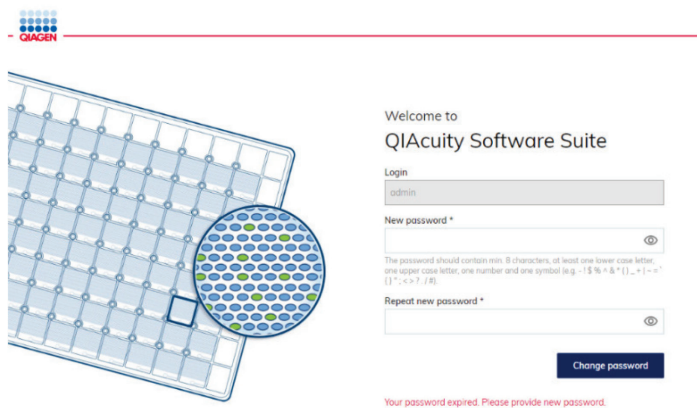 QIAGEN
Welcome to
QIAcuity Software Suite
Login
admin
New password *
The password should contain min. 8 characters, at least one lower case letter,
one upper case letter, one number and one symbol (e.g. - ! $ % ^ & * ( ) _ + | ~ = `
{ } " ; < > ? , / #)
Repeat new password *
Change password
Your password expired. Please provide new password.